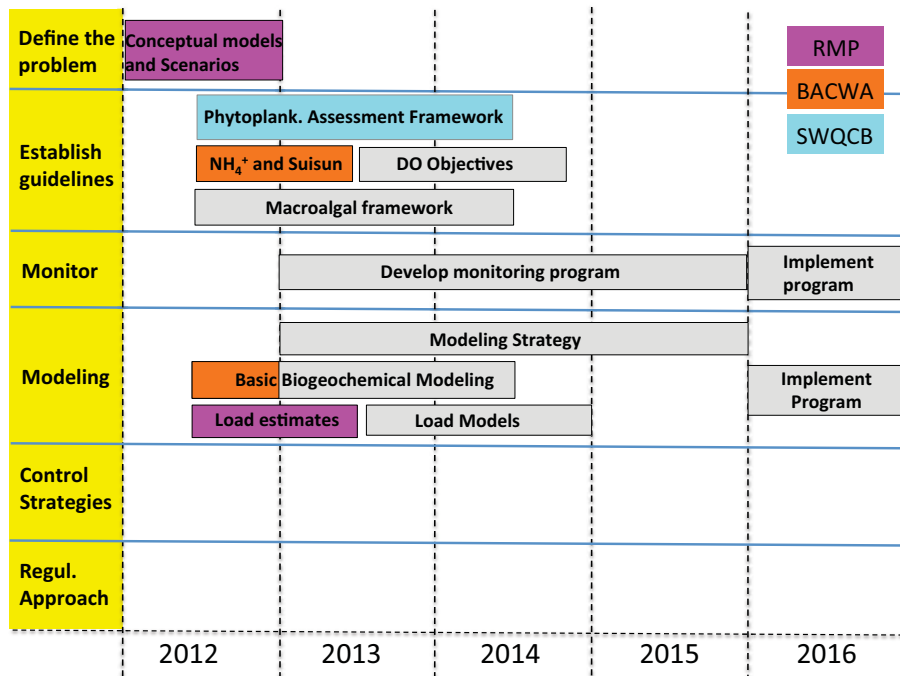 Define the
problem
Conceptual models
and Scenarios
RMP
BACWA
SWQCB
Establish
guidelines
Phytoplank. Assessment Framework
NH₄⁺ and Suisun
DO Objectives
Macroalgal framework
Monitor
Develop monitoring program
Implement
program
Modeling
Modeling Strategy
Basic Biogeochemical Modeling
Implement
Program
Load estimates
Load Models
Control
Strategies
Regul.
Approach
2012
2013
2014
2015
2016